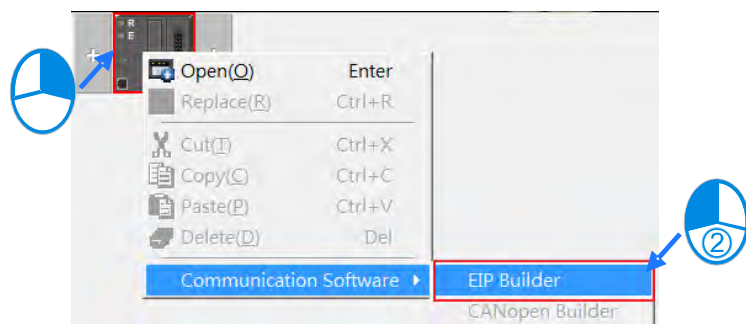 R
E
Open(O) Enter
Replace(R) Ctrl+R
Cut(T) Ctrl+X
Copy(C) Ctrl+C
Paste(P) Ctrl+V
Delete(D) Del
Communication Software EIP Builder
CANopen Builder
②